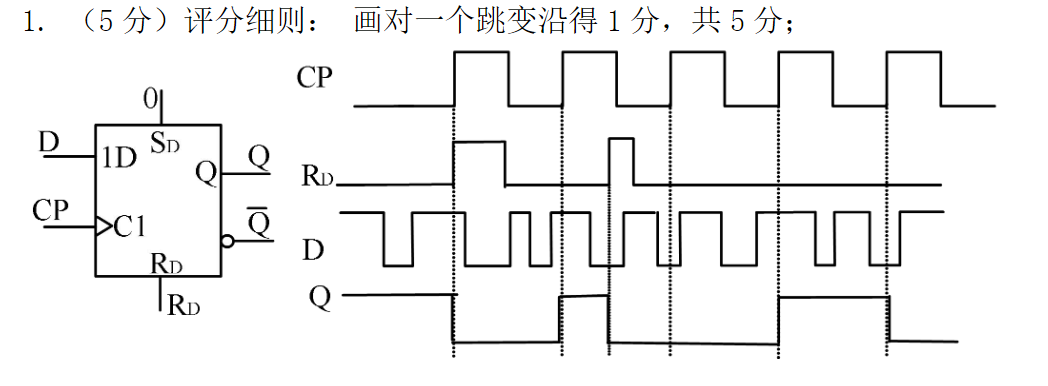 1. （5 分）评分细则： 画对一个跳变沿得 1 分，共 5 分；
CP
0
D
1D
SD
Q
Q
RD
CP
C1
Q̅
D
RD
RD
Q